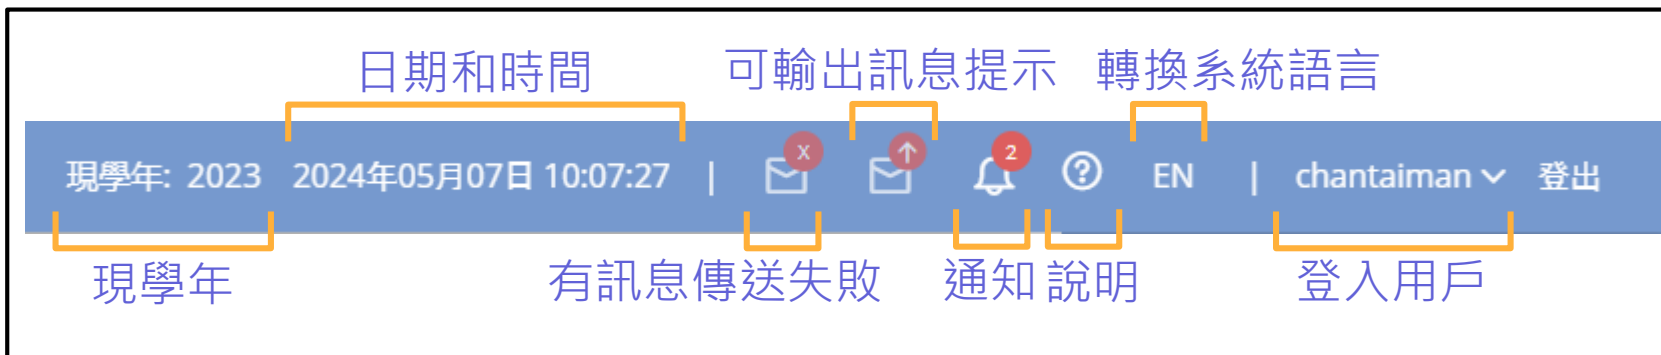 日期和時間 可輸出訊息提示 轉換系統語言
現學年: 2023 2024年05月07日 10:07:27 | X 2 ? EN | chantaiman 登出
現學年 有訊息傳送失敗 通知 說明 登入用戶